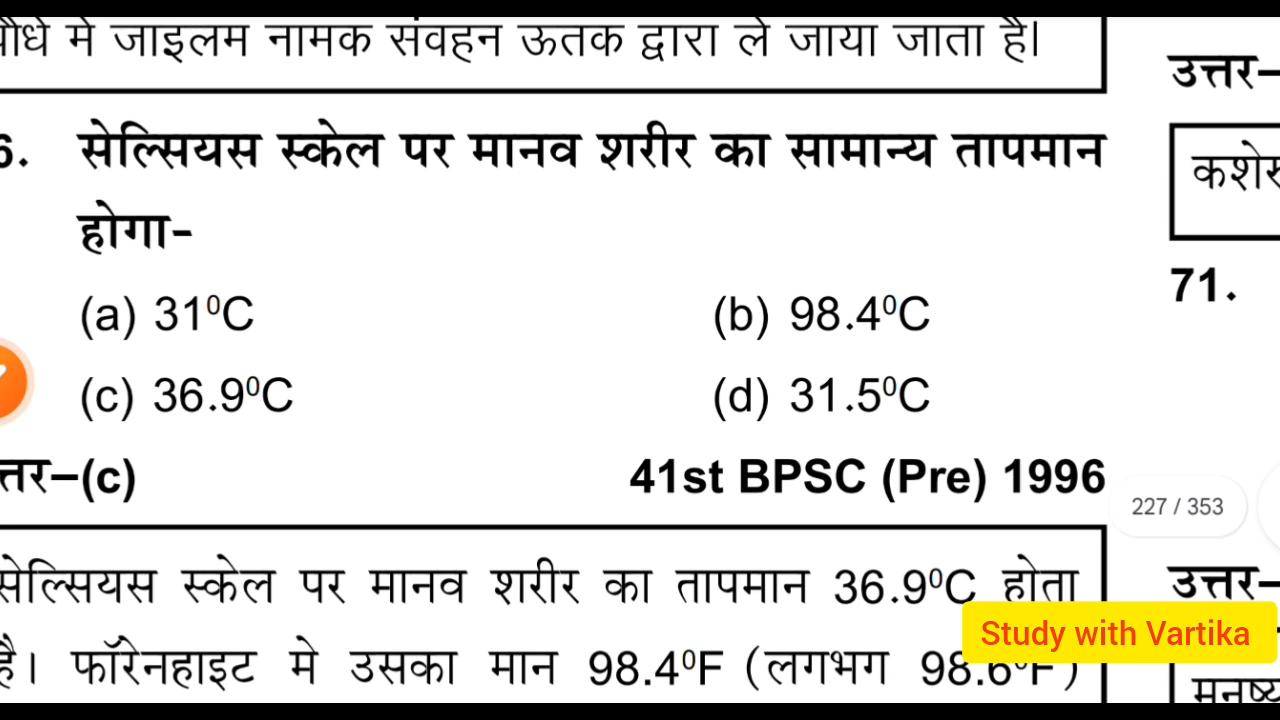 पौधे मे जाइलम नामक संवहन ऊतक द्वारा ले जाया जाता है।
6. सेल्सियस स्केल पर मानव शरीर का सामान्य तापमान
होगा-
(a) 31⁰C (b) 98.4⁰C
(c) 36.9⁰C (d) 31.5⁰C
त्तर–(c) 41st BPSC (Pre) 1996
सेल्सियस स्केल पर मानव शरीर का तापमान 36.9⁰C होता
है। फॉरेनहाइट मे उसका मान 98.4⁰F (लगभग 98.6⁰F)
उत्तर–
कशेरु
71.
227 / 353
उत्तर–
Study with Vartika
मनुष्य